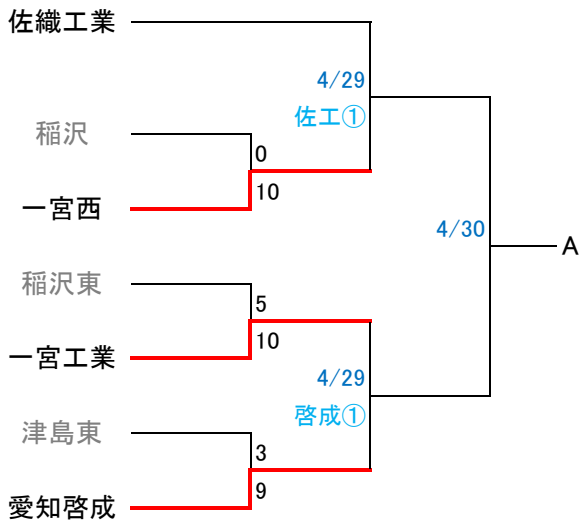 佐織工業
4/29
佐工①
稲沢
0
10
一宮西
4/30
A
稲沢東
5
10
一宮工業
4/29
啓成①
津島東
3
9
愛知啓成